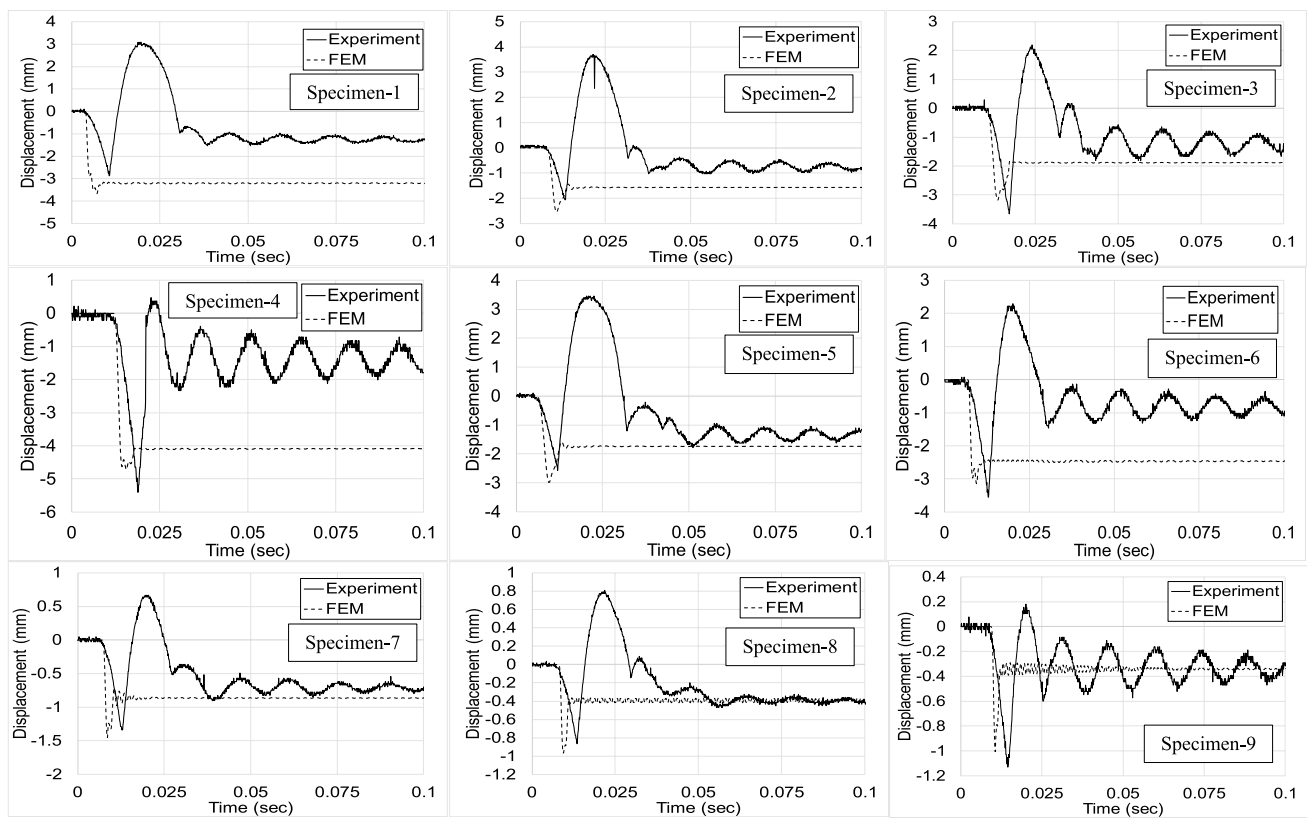 4
3
2
1
0
-1
-2
-3
-4
-5
Displacement (mm)
Experiment
FEM
Specimen-1
0 0.025 0.05 0.075 0.1
Time (sec)
5
4
3
2
1
0
-1
-2
-3
Displacement (mm)
Experiment
FEM
Specimen-2
0 0.025 0.05 0.075 0.1
Time (sec)
3
2
1
0
-1
-2
-3
-4
Displacement (mm)
Experiment
FEM
Specimen-3
0 0.025 0.05 0.075 0.1
Time (sec)
1
0
-1
-2
-3
-4
-5
-6
Displacement (mm)
Specimen-4
Experiment
FEM
0 0.025 0.05 0.075 0.1
Time (sec)
4
3
2
1
0
-1
-2
-3
-4
Displacement (mm)
Experiment
FEM
Specimen-5
0 0.025 0.05 0.075 0.1
Time (sec)
3
2
1
0
-1
-2
-3
-4
Displacement (mm)
Experiment
FEM
Specimen-6
0 0.025 0.05 0.075 0.1
Time (sec)
1
0.5
0
-0.5
-1
-1.5
-2
Displacement (mm)
Experiment
FEM
Specimen-7
0 0.025 0.05 0.075 0.1
Time (sec)
1
0.8
0.6
0.4
0.2
0
-0.2
-0.4
-0.6
-0.8
-1
-1.2
Displacement (mm)
Experiment
FEM
Specimen-8
0 0.025 0.05 0.075 0.1
Time (sec)
0.4
0.2
0
-0.2
-0.4
-0.6
-0.8
-1
-1.2
Displacement (mm)
Experiment
FEM
Specimen-9
0 0.025 0.05 0.075 0.1
Time (sec)